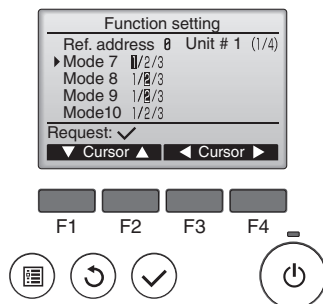 Function setting
Ref. address 0 Unit # 1 (1/4)
Mode 7 1/2/3
Mode 8 1/2/3
Mode 9 1/2/3
Mode10 1/2/3
Request: ✓
▼ Cursor ▲ ◀ Cursor ▶
F1 F2 F3 F4